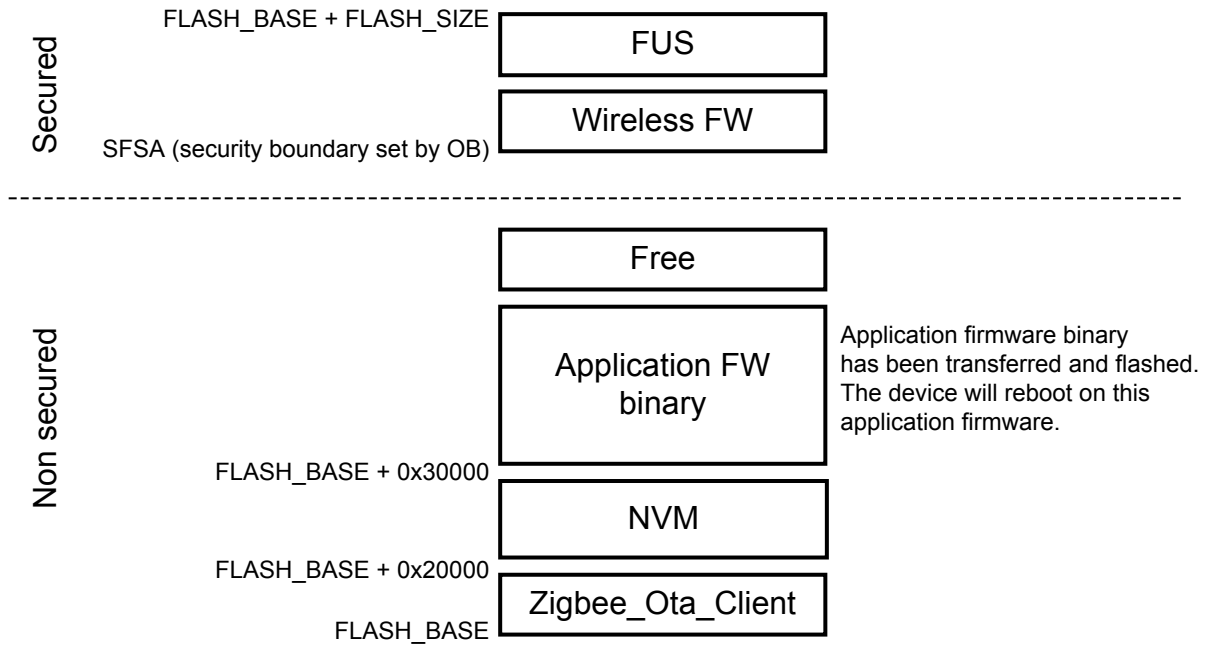 FLASH_BASE + FLASH_SIZE
FUS
Secured
Wireless FW
SFSA (security boundary set by OB)
Free
Non secured
Application FW
binary
Application firmware binary
has been transferred and flashed.
The device will reboot on this
application firmware.
FLASH_BASE + 0x30000
NVM
FLASH_BASE + 0x20000
Zigbee_Ota_Client
FLASH_BASE